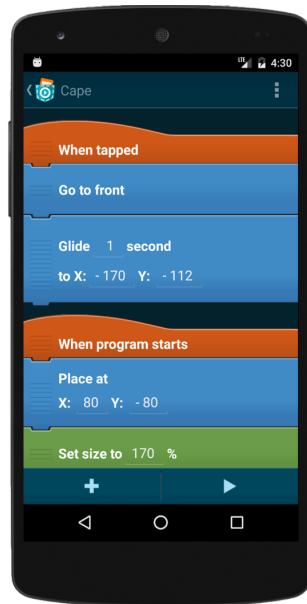 LTE 4:30
Cape
When tapped
Go to front
Glide 1 second
to X: - 170 Y: - 112
When program starts
Place at
X: 80 Y: - 80
Set size to 170 %